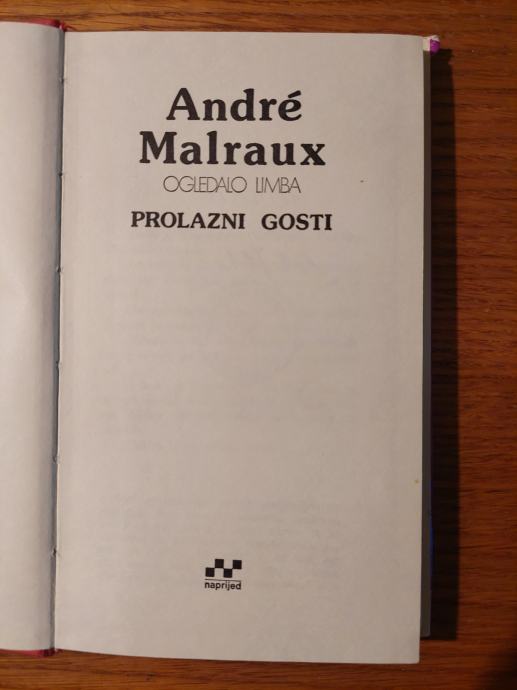 André
Malraux
OGLEDALO LIMBA
PROLAZNI GOSTI
naprijed